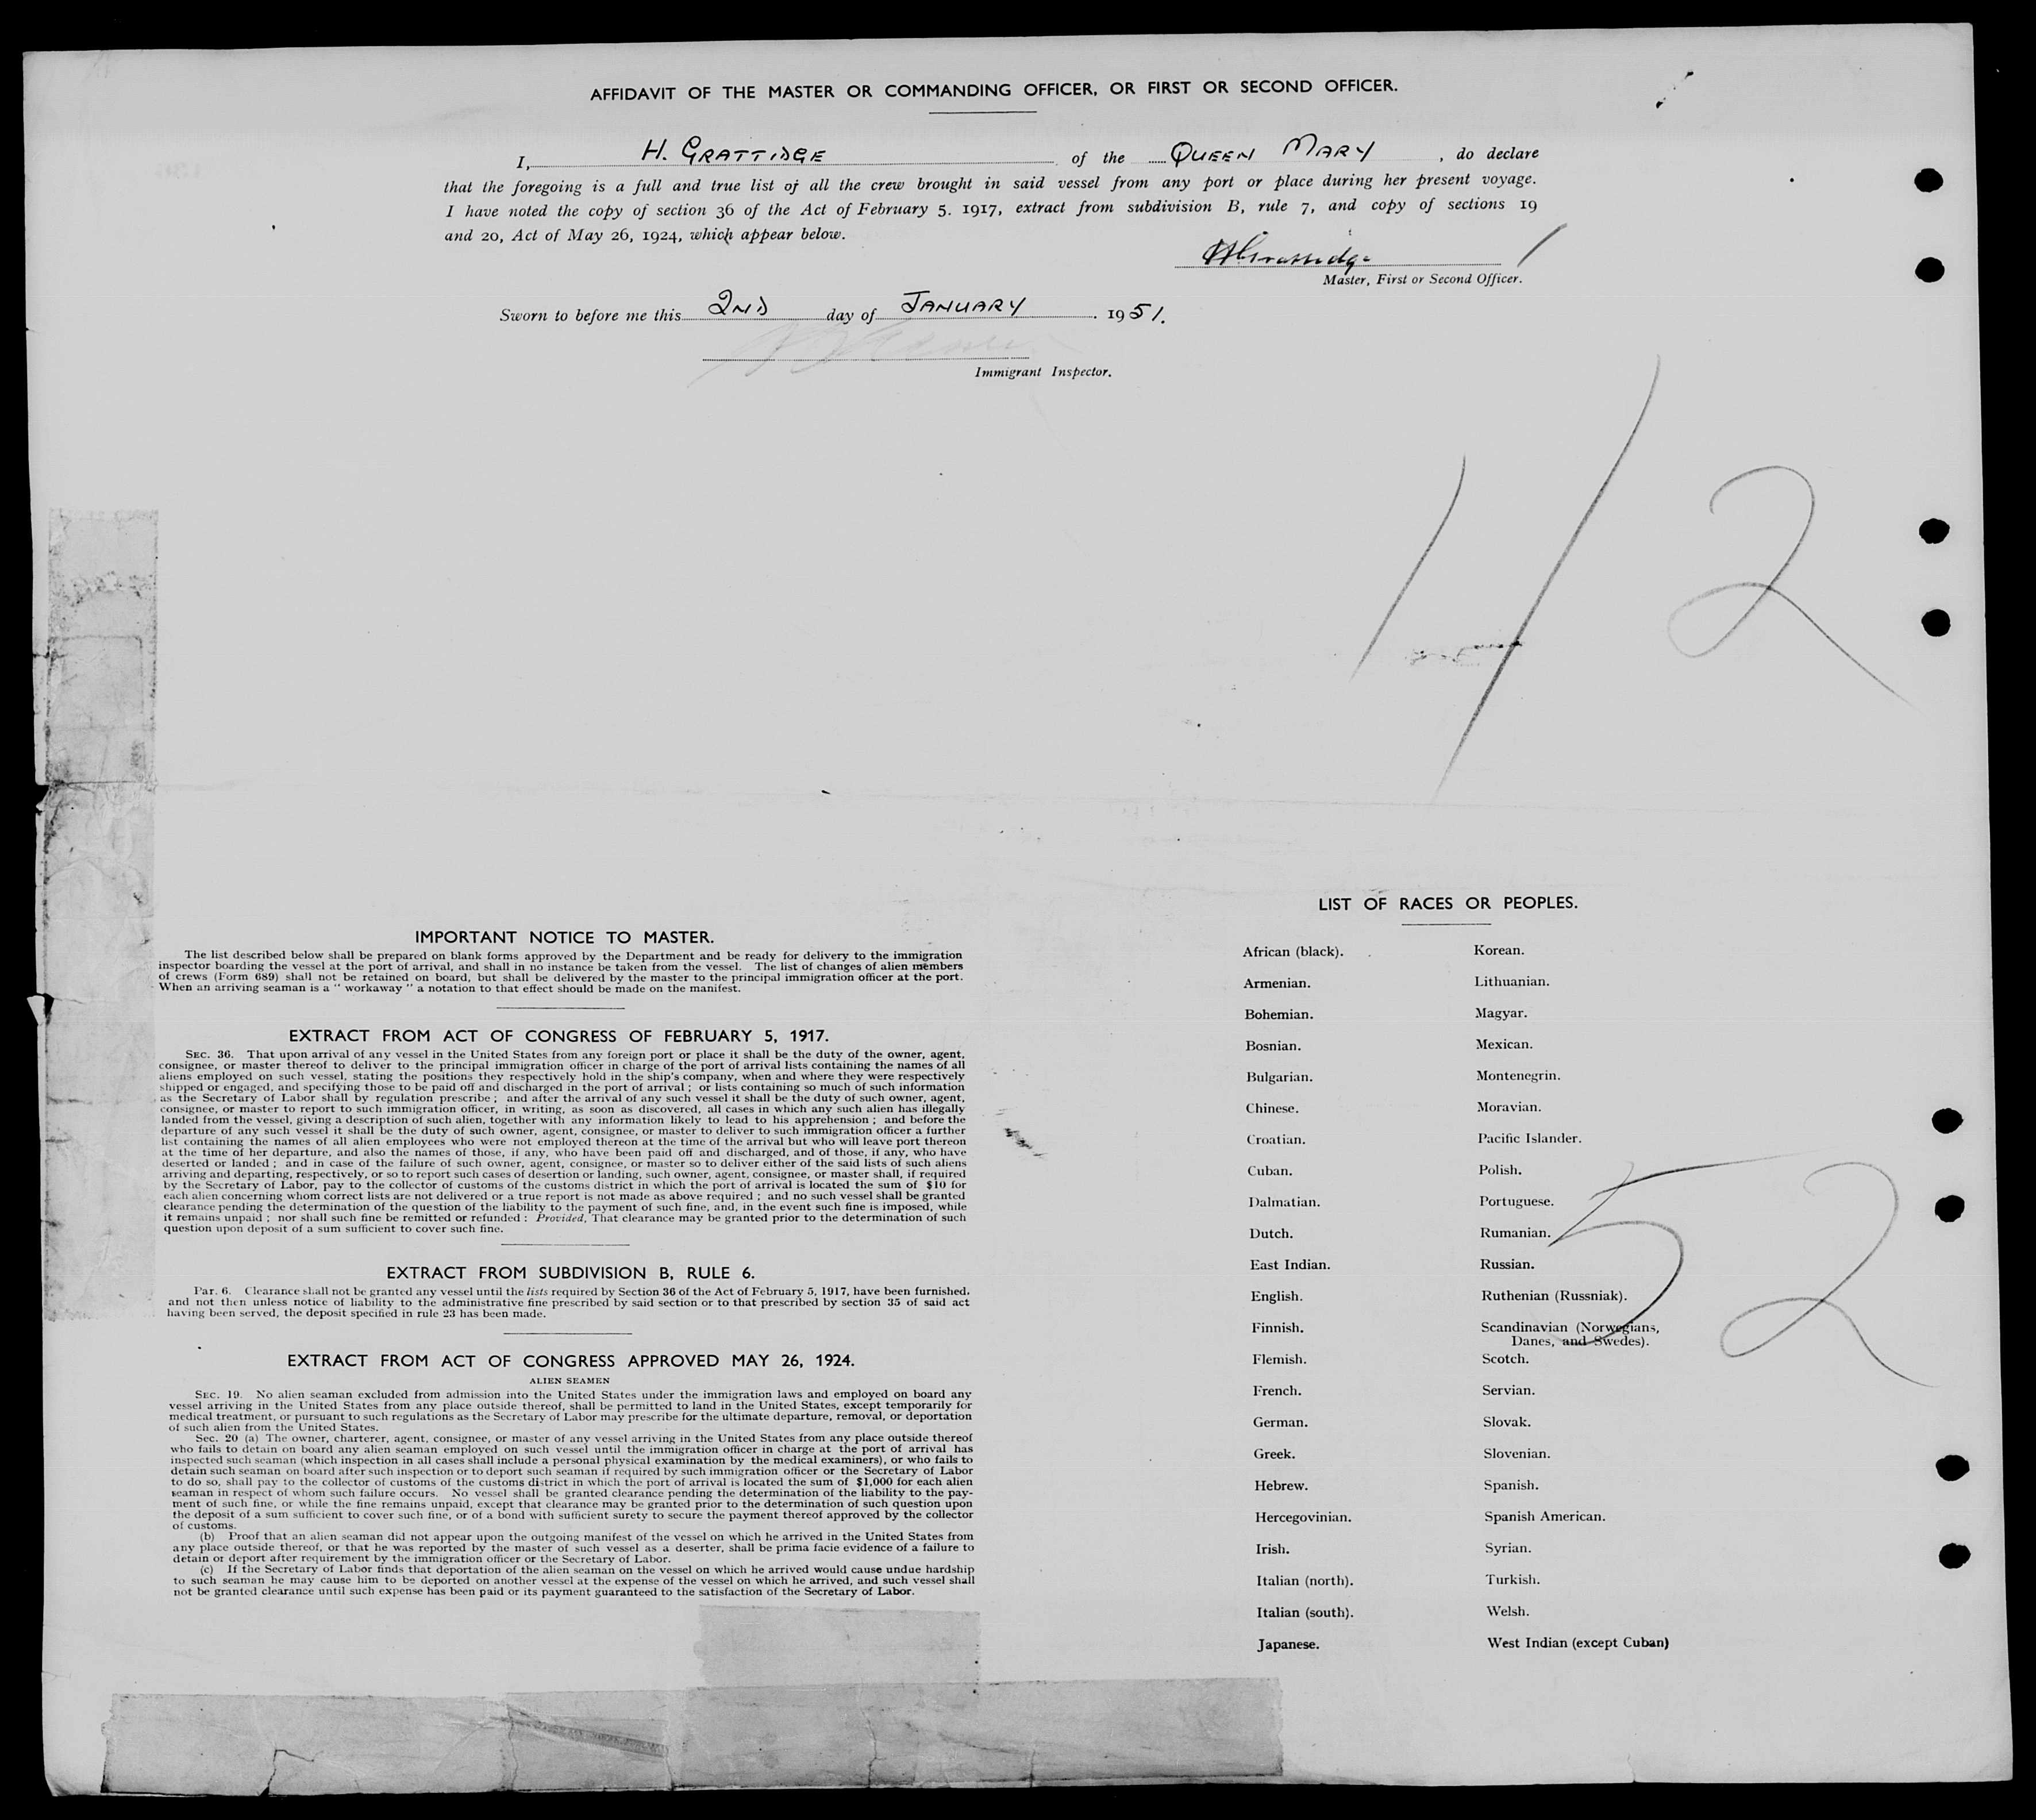 AFFIDAVIT OF THE MASTER OR COMMANDING OFFICER, OR FIRST OR SECOND OFFICER.
I, H. GRATTIDGE of the QUEEN MARY, do declare
that the foregoing is a full and true list of all the crew brought in said vessel from any port or place during her present voyage.
I have noted the copy of section 36 of the Act of February 5. 1917, extract from subdivision B, rule 7, and copy of sections 19
and 20, Act of May 26, 1924, which appear below.
HGrattidge
Master, First or Second Officer.
Sworn to before me this 2ND day of JANUARY . 1951.
Immigrant Inspector.
1/2
IMPORTANT NOTICE TO MASTER.
The list described below shall be prepared on blank forms approved by the Department and be ready for delivery to the immigration
inspector boarding the vessel at the port of arrival, and shall in no instance be taken from the vessel. The list of changes of alien members
of crews (Form 689) shall not be retained on board, but shall be delivered by the master to the principal immigration officer at the port.
When an arriving seaman is a " workaway " a notation to that effect should be made on the manifest.
EXTRACT FROM ACT OF CONGRESS OF FEBRUARY 5, 1917.
SEC. 36. That upon arrival of any vessel in the United States from any foreign port or place it shall be the duty of the owner, agent,
consignee, or master thereof to deliver to the principal immigration officer in charge of the port of arrival lists containing the names of all
aliens employed on such vessel, stating the positions they respectively hold in the ship's company, when and where they were respectively
shipped or engaged, and specifying those to be paid off and discharged in the port of arrival ; or lists containing so much of such information
as the Secretary of Labor shall by regulation prescribe ; and after the arrival of any such vessel it shall be the duty of such owner, agent,
consignee, or master to report to such immigration officer, in writing, as soon as discovered, all cases in which any such alien has illegally
landed from the vessel, giving a description of such alien, together with any information likely to lead to his apprehension ; and before the
departure of any such vessel it shall be the duty of such owner, agent, consignee, or master to deliver to such immigration officer a further
list containing the names of all alien employees who were not employed thereon at the time of the arrival but who will leave port thereon
at the time of her departure, and also the names of those, if any, who have been paid off and discharged, and of those, if any, who have
deserted or landed ; and in case of the failure of such owner, agent, consignee, or master so to deliver either of the said lists of such aliens
arriving and departing, respectively, or so to report such cases of desertion or landing, such owner, agent, consignee, or master shall, if required
by the Secretary of Labor, pay to the collector of customs of the customs district in which the port of arrival is located the sum of $10 for
each alien concerning whom correct lists are not delivered or a true report is not made as above required ; and no such vessel shall be granted
clearance pending the determination of the question of the liability to the payment of such fine, and, in the event such fine is imposed, while
it remains unpaid ; nor shall such fine be remitted or refunded : Provided, That clearance may be granted prior to the determination of such
question upon deposit of a sum sufficient to cover such fine.
EXTRACT FROM SUBDIVISION B, RULE 6.
Par. 6. Clearance shall not be granted any vessel until the lists required by Section 36 of the Act of February 5, 1917, have been furnished,
and not then unless notice of liability to the administrative fine prescribed by said section or to that prescribed by section 35 of said act
having been served, the deposit specified in rule 23 has been made.
EXTRACT FROM ACT OF CONGRESS APPROVED MAY 26, 1924.
ALIEN SEAMEN
SEC. 19. No alien seaman excluded from admission into the United States under the immigration laws and employed on board any
vessel arriving in the United States from any place outside thereof, shall be permitted to land in the United States, except temporarily for
medical treatment, or pursuant to such regulations as the Secretary of Labor may prescribe for the ultimate departure, removal, or deportation
of such alien from the United States.
Sec. 20 (a) The owner, charterer, agent, consignee, or master of any vessel arriving in the United States from any place outside thereof
who fails to detain on board any alien seaman employed on such vessel until the immigration officer in charge at the port of arrival has
inspected such seaman (which inspection in all cases shall include a personal physical examination by the medical examiners), or who fails to
detain such seaman on board after such inspection or to deport such seaman if required by such immigration officer or the Secretary of Labor
to do so, shall pay to the collector of customs of the customs district in which the port of arrival is located the sum of $1,000 for each alien
seaman in respect of whom such failure occurs. No vessel shall be granted clearance pending the determination of the liability to the pay-
ment of such fine, or while the fine remains unpaid, except that clearance may be granted prior to the determination of such question upon
the deposit of a sum sufficient to cover such fine, or of a bond with sufficient surety to secure the payment thereof approved by the collector
of customs.
(b) Proof that an alien seaman did not appear upon the outgoing manifest of the vessel on which he arrived in the United States from
any place outside thereof, or that he was reported by the master of such vessel as a deserter, shall be prima facie evidence of a failure to
detain or deport after requirement by the immigration officer or the Secretary of Labor.
(c) If the Secretary of Labor finds that deportation of the alien seaman on the vessel on which he arrived would cause undue hardship
to such seaman he may cause him to be deported on another vessel at the expense of the vessel on which he arrived, and such vessel shall
not be granted clearance until such expense has been paid or its payment guaranteed to the satisfaction of the Secretary of Labor.
LIST OF RACES OR PEOPLES.
African (black).
Armenian.
Bohemian.
Bosnian.
Bulgarian.
Chinese.
Croatian.
Cuban.
Dalmatian.
Dutch.
East Indian.
English.
Finnish.
Flemish.
French.
German.
Greek.
Hebrew.
Hercegovinian.
Irish.
Italian (north).
Italian (south).
Japanese.
Korean.
Lithuanian.
Magyar.
Mexican.
Montenegrin.
Moravian.
Pacific Islander.
Polish.
Portuguese.
Rumanian.
Russian.
Ruthenian (Russniak).
Scandinavian (Norwegians,
Danes, and Swedes).
Scotch.
Servian.
Slovak.
Slovenian.
Spanish.
Spanish American.
Syrian.
Turkish.
Welsh.
West Indian (except Cuban)
52